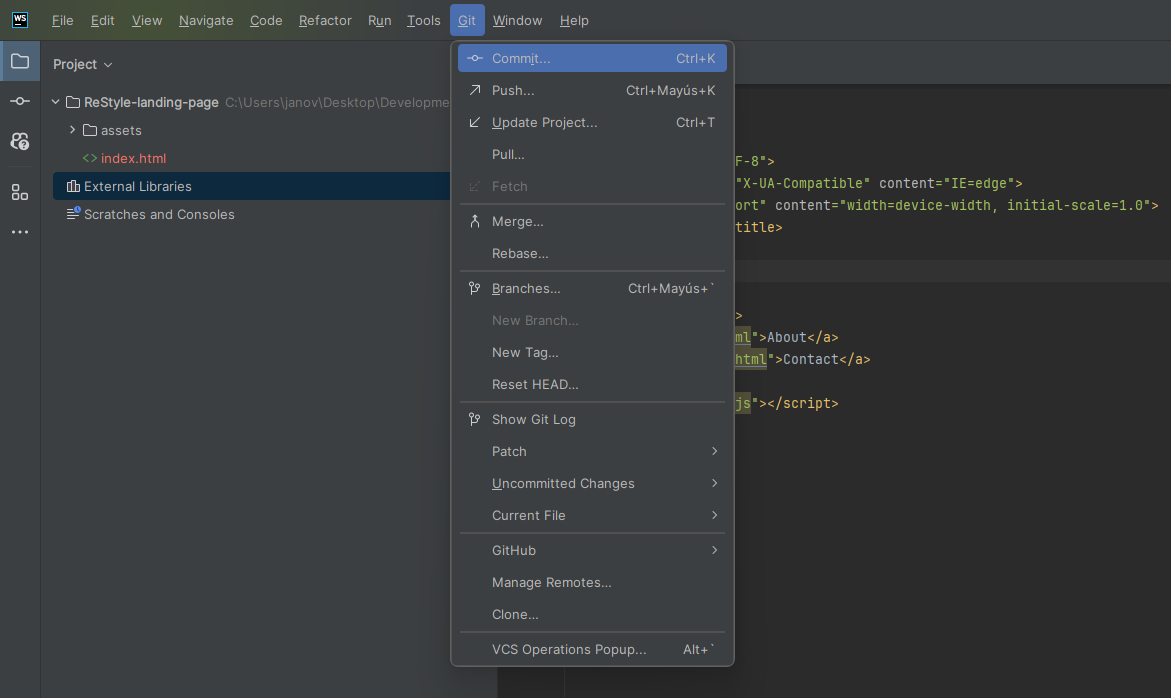 WS File Edit View Navigate Code Refactor Run Tools Git Window Help
Project
ReStyle-landing-page C:\Users\janov\Desktop\Developme
assets
<> index.html
External Libraries
Scratches and Consoles
Commit... Ctrl+K
Push... Ctrl+Mayús+K
Update Project... Ctrl+T
Pull...
Fetch
Merge...
Rebase...
Branches... Ctrl+Mayús+`
New Branch...
New Tag...
Reset HEAD...
Show Git Log
Patch
Uncommitted Changes
Current File
GitHub
Manage Remotes...
Clone...
VCS Operations Popup... Alt+`
F-8">
"X-UA-Compatible" content="IE=edge">
ort" content="width=device-width, initial-scale=1.0">
title>
>
ml">About</a>
html">Contact</a>
js"></script>